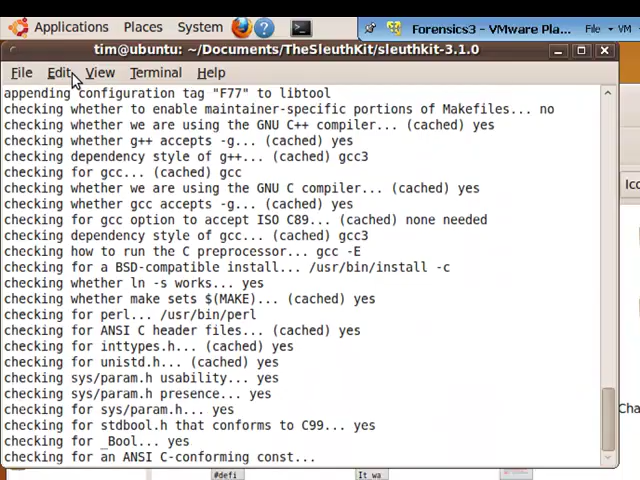 Applications Places System
Forensics3 - VMware Pla... File
tim@ubuntu: ~/Documents/TheSleuthKit/sleuthkit-3.1.0
File Edit View Terminal Help
appending configuration tag "F77" to libtool
checking whether to enable maintainer-specific portions of Makefiles... no
checking whether we are using the GNU C++ compiler... (cached) yes
checking whether g++ accepts -g... (cached) yes
checking dependency style of g++... (cached) gcc3
checking for gcc... (cached) gcc
checking whether we are using the GNU C compiler... (cached) yes
checking whether gcc accepts -g... (cached) yes
checking for gcc option to accept ISO C89... (cached) none needed
checking dependency style of gcc... (cached) gcc3
checking how to run the C preprocessor... gcc -E
checking for a BSD-compatible install... /usr/bin/install -c
checking whether ln -s works... yes
checking whether make sets $(MAKE)... (cached) yes
checking for perl... /usr/bin/perl
checking for ANSI C header files... (cached) yes
checking for inttypes.h... (cached) yes
checking for unistd.h... (cached) yes
checking sys/param.h usability... yes
checking sys/param.h presence... yes
checking for sys/param.h... yes
checking for stdbool.h that conforms to C99... yes
checking for _Bool... yes
checking for an ANSI C-conforming const...
Ico
Cha
#defi
It wa